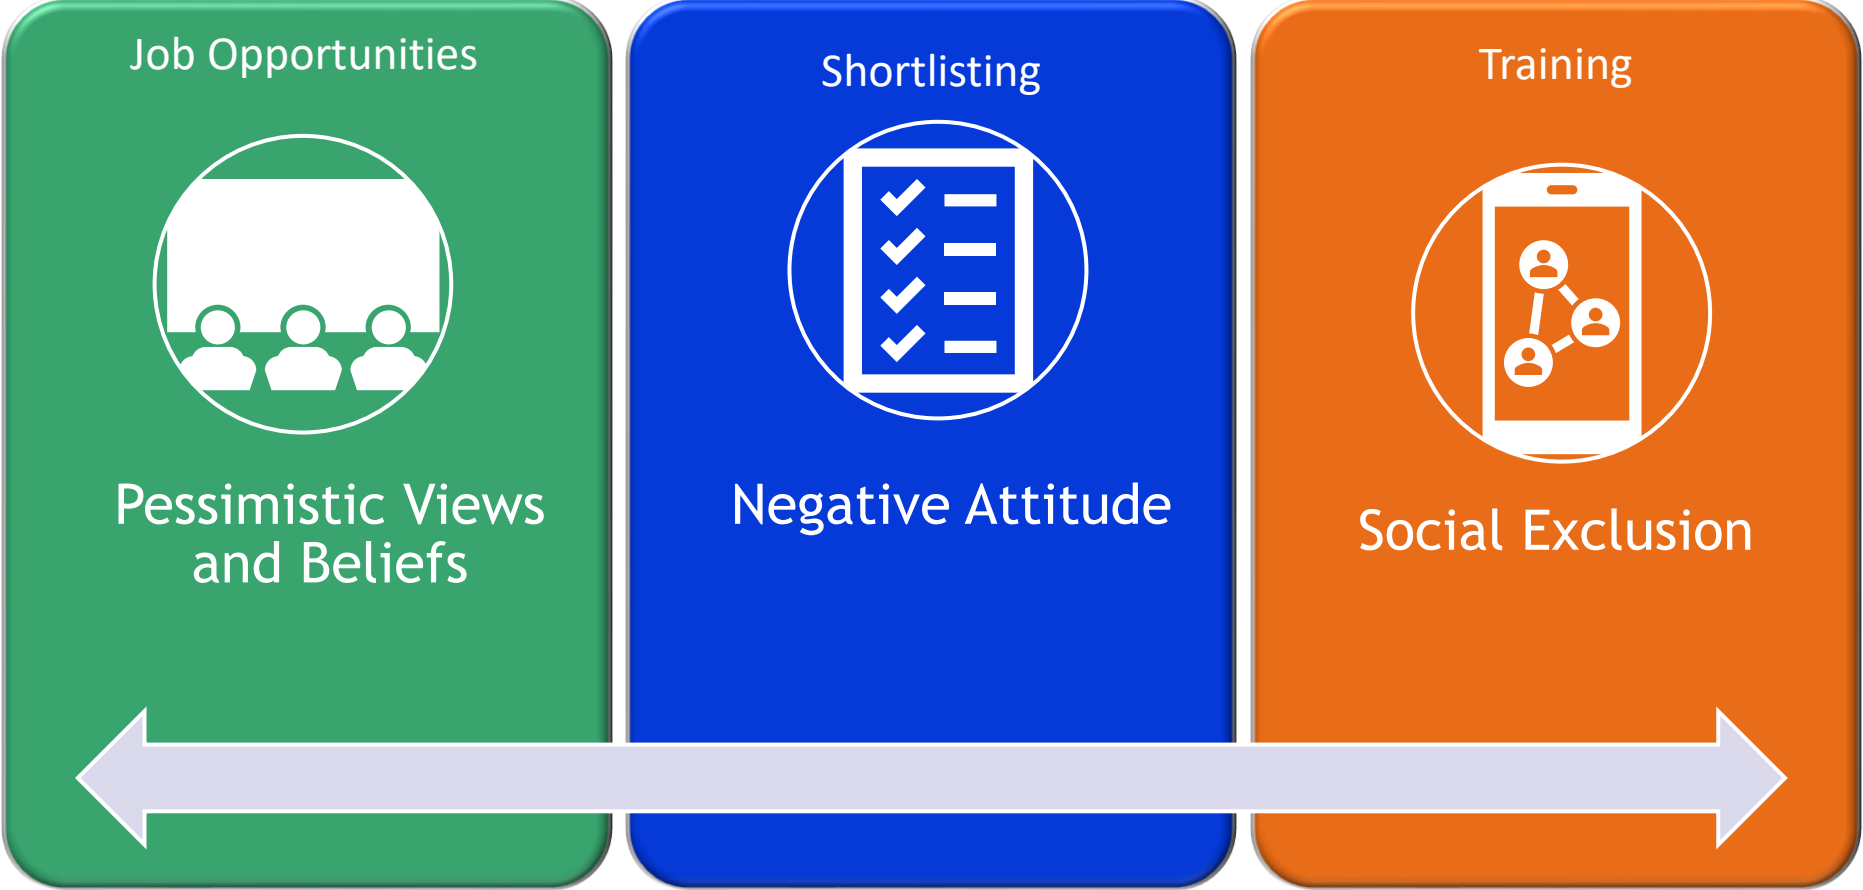 Job Opportunities
Pessimistic Views
and Beliefs
Shortlisting
Negative Attitude
Training
Social Exclusion